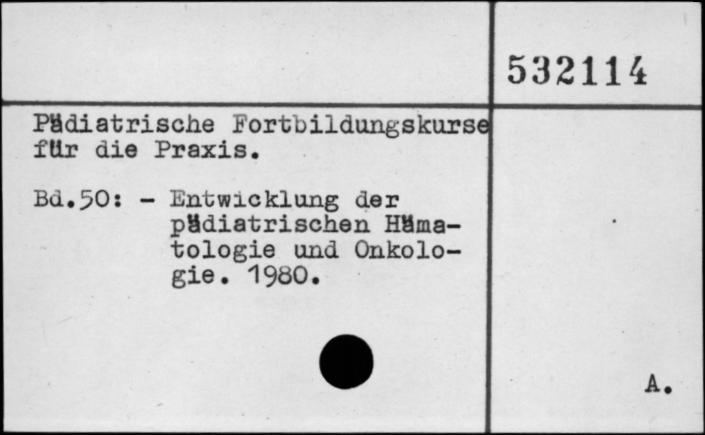 532114
Pädiatrische Fortbildungskurse
für die Praxis.
Bd.50: - Entwicklung der
pädiatrischen Häma-
tologie und Onkolo-
gie. 1980.
A.